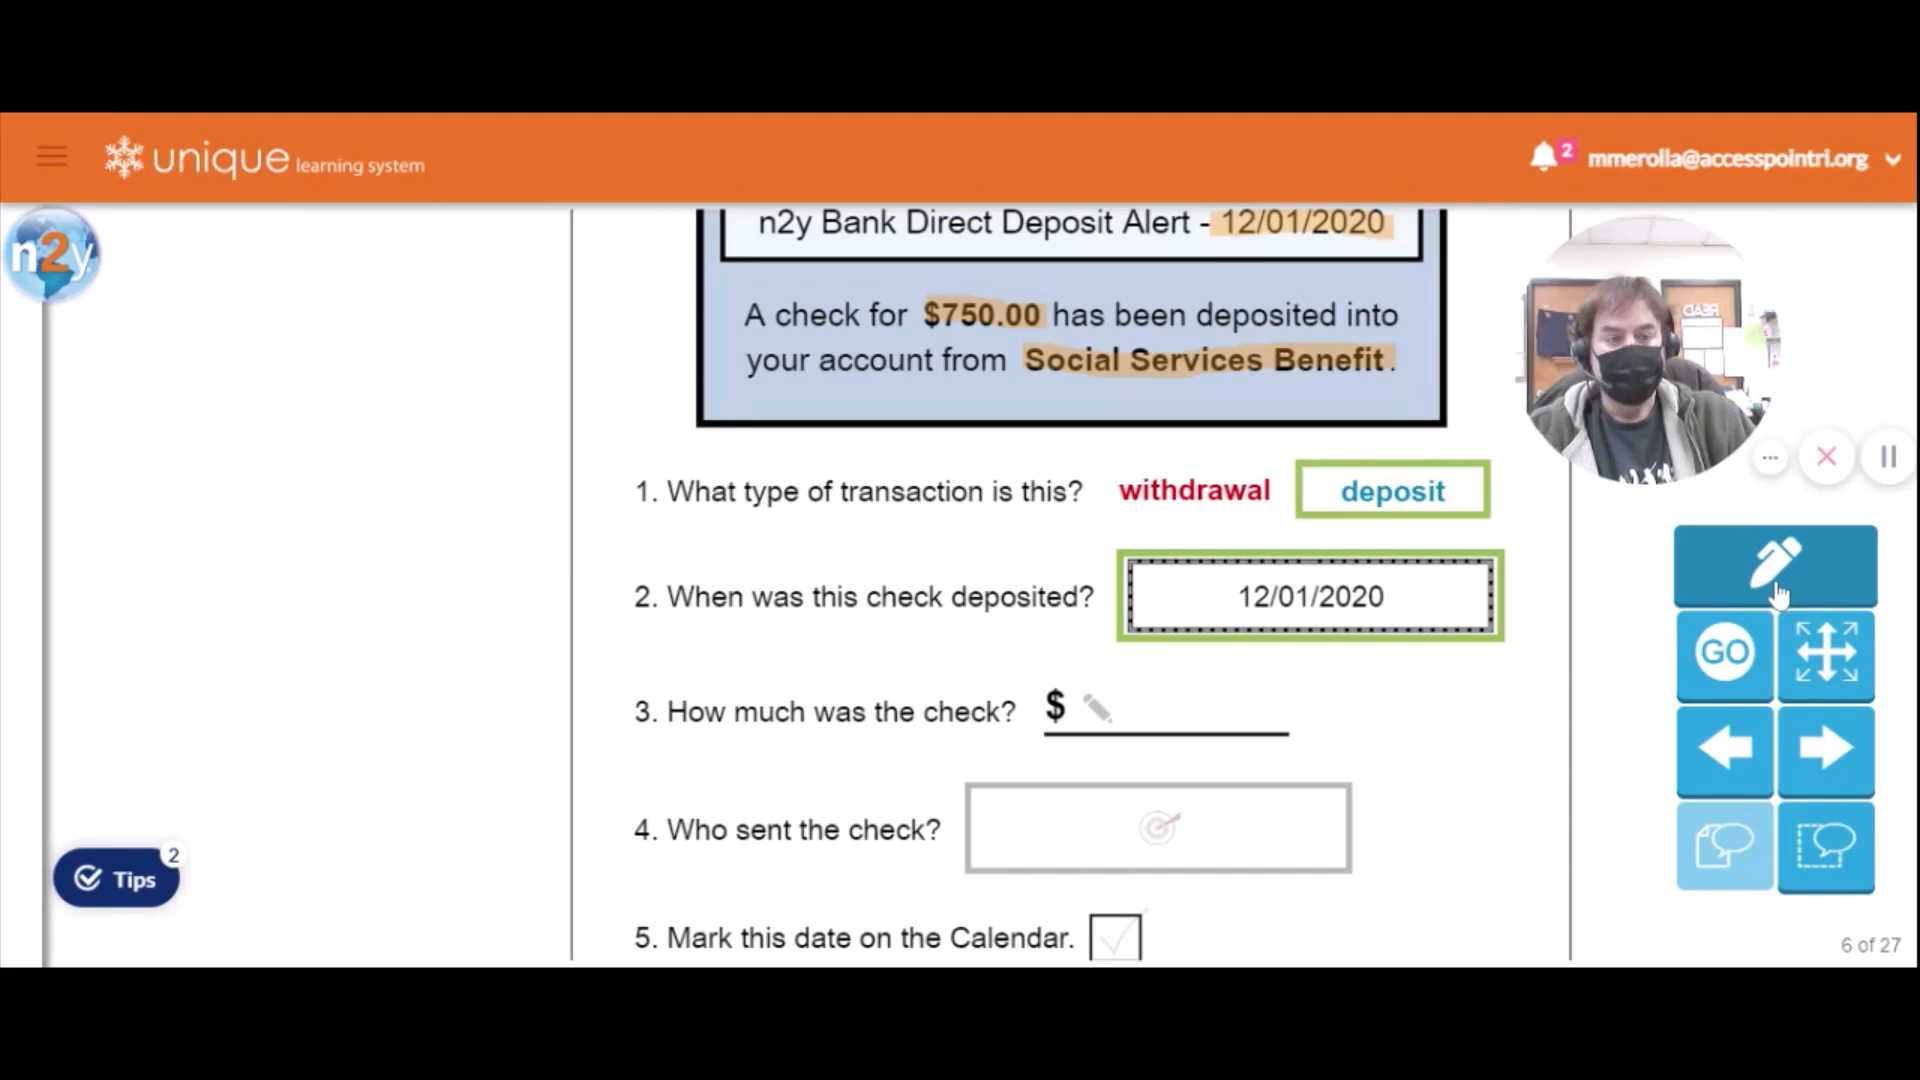 unique learning system
2
mmerolla@accesspointri.org
n2y
n2y Bank Direct Deposit Alert - 12/01/2020
A check for $750.00 has been deposited into
your account from Social Services Benefit.
READ
1. What type of transaction is this? withdrawal deposit
2. When was this check deposited? 12/01/2020
GO
3. How much was the check? $
4. Who sent the check?
2
Tips
5. Mark this date on the Calendar.
6 of 27